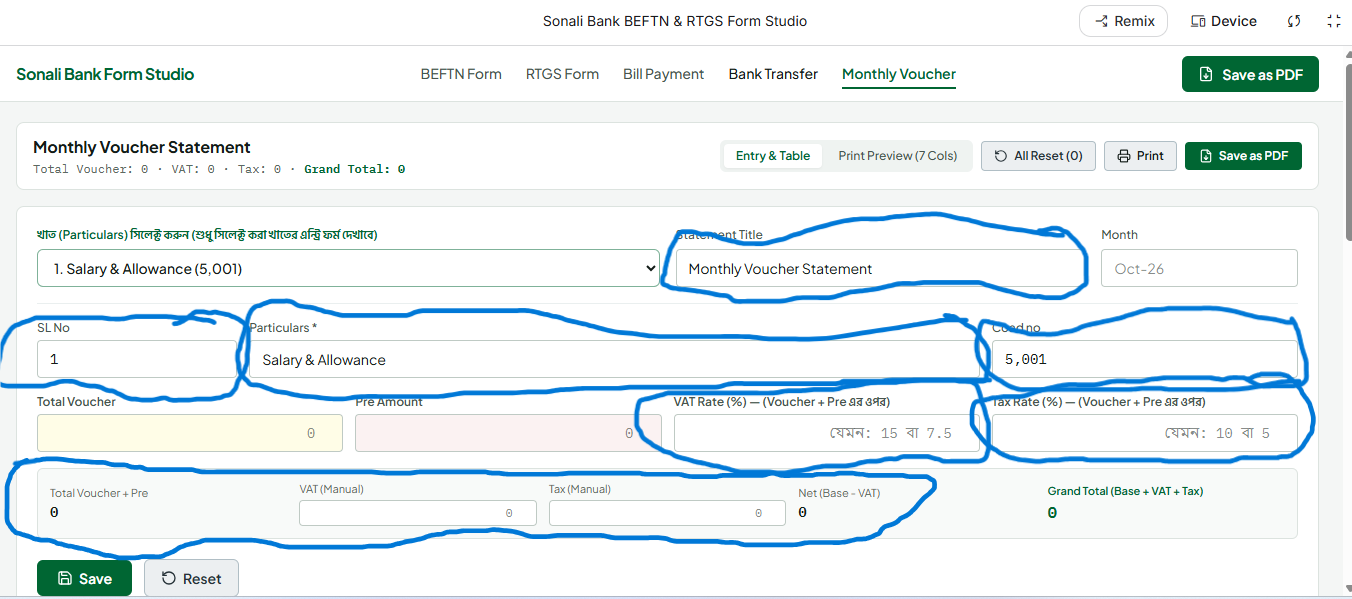 Sonali Bank BEFTN & RTGS Form Studio Remix Device
Sonali Bank Form Studio BEFTN Form RTGS Form Bill Payment Bank Transfer Monthly Voucher Save as PDF
Monthly Voucher Statement
Total Voucher: 0 · VAT: 0 · Tax: 0 · Grand Total: 0
Entry & Table Print Preview (7 Cols) All Reset (0) Print Save as PDF
খাত (Particulars) সিলেক্ট করুন (শুধু সিলেক্ট করা খাতের এন্ট্রি ফর্ম দেখাবে) Statement Title Month
1. Salary & Allowance (5,001) Monthly Voucher Statement Oct-26
SL No Particulars * no
1 Salary & Allowance 5,001
Total Voucher Pre Amount VAT Rate (%) — (Voucher + Pre এর ওপর) Tax Rate (%) — (Voucher + Pre এর ওপর)
0 0 যেমন: 15 বা 7.5 যেমন: 10 বা 5
Total Voucher + Pre VAT (Manual) Tax (Manual) Net (Base - VAT) Grand Total (Base + VAT + Tax)
0 0 0 0 0
Save Reset